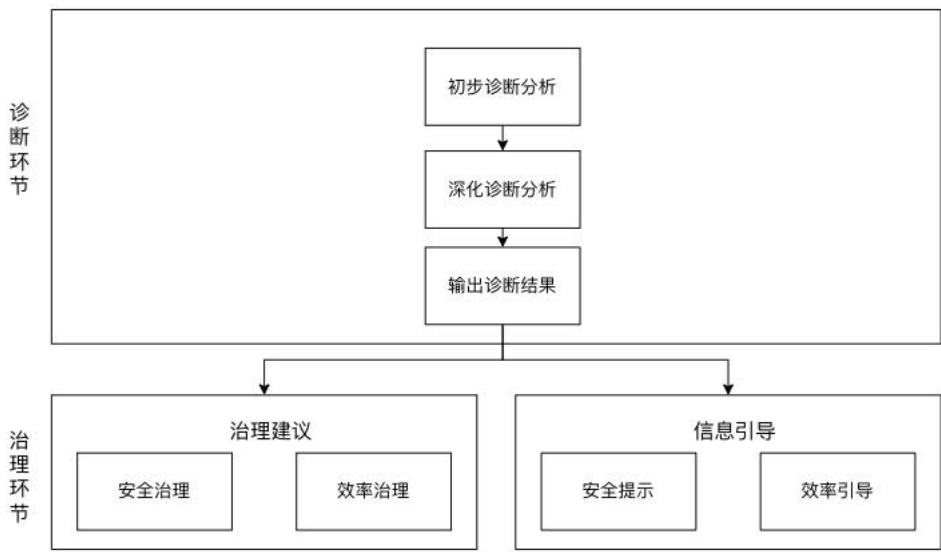 诊断环节
初步诊断分析
深化诊断分析
输出诊断结果
治理环节
治理建议
安全治理
效率治理
信息引导
安全提示
效率引导